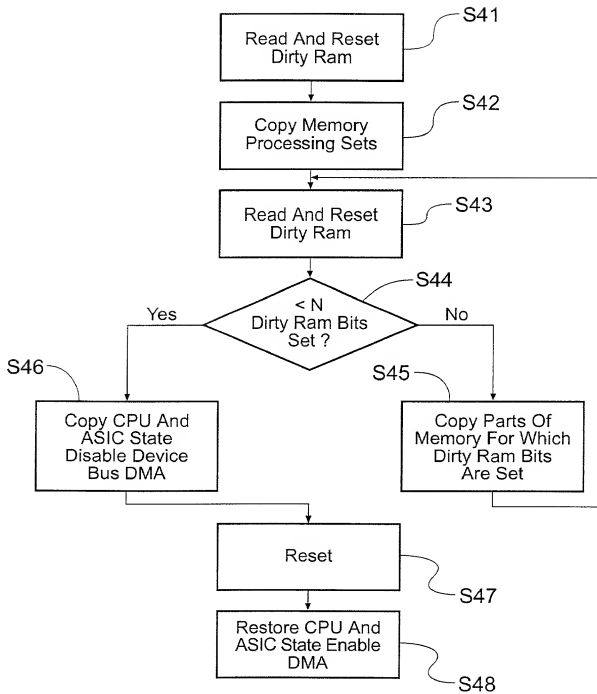 S41
Read And Reset
Dirty Ram
S42
Copy Memory
Processing Sets
S43
Read And Reset
Dirty Ram
S44
< N
Dirty Ram Bits
Set ?
Yes
No
S46
Copy CPU And
ASIC State
Disable Device
Bus DMA
S45
Copy Parts Of
Memory For Which
Dirty Ram Bits
Are Set
Reset
S47
Restore CPU And
ASIC State Enable
DMA
S48